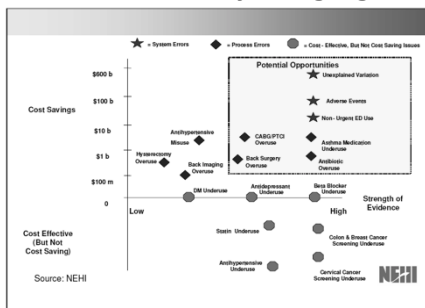 = System Errors
= Process Errors
= Cost - Effective, But Not Cost Saving Issues
Potential Opportunities
$600 b
Unexplained Variation
Cost Savings
$100 b
Adverse Events
Non - Urgent ED Use
$10 b
Antihypertensive
Misuse
CABG/PTCI
Overuse
Asthma Medication
Underuse
$1 b
Hysterectomy
Overuse
Back Imaging
Overuse
Back Surgery
Overuse
Antibiotic
Overuse
$100 m
DM Underuse
Antidepressant
Underuse
Beta Blocker
Underuse
0
Low
High
Strength of
Evidence
Cost Effective
(But Not
Cost Saving)
Statin Underuse
Colon & Breast Cancer
Screening Underuse
Antihypertensive
Underuse
Cervical Cancer
Screening Underuse
Source: NEHI
NEHI